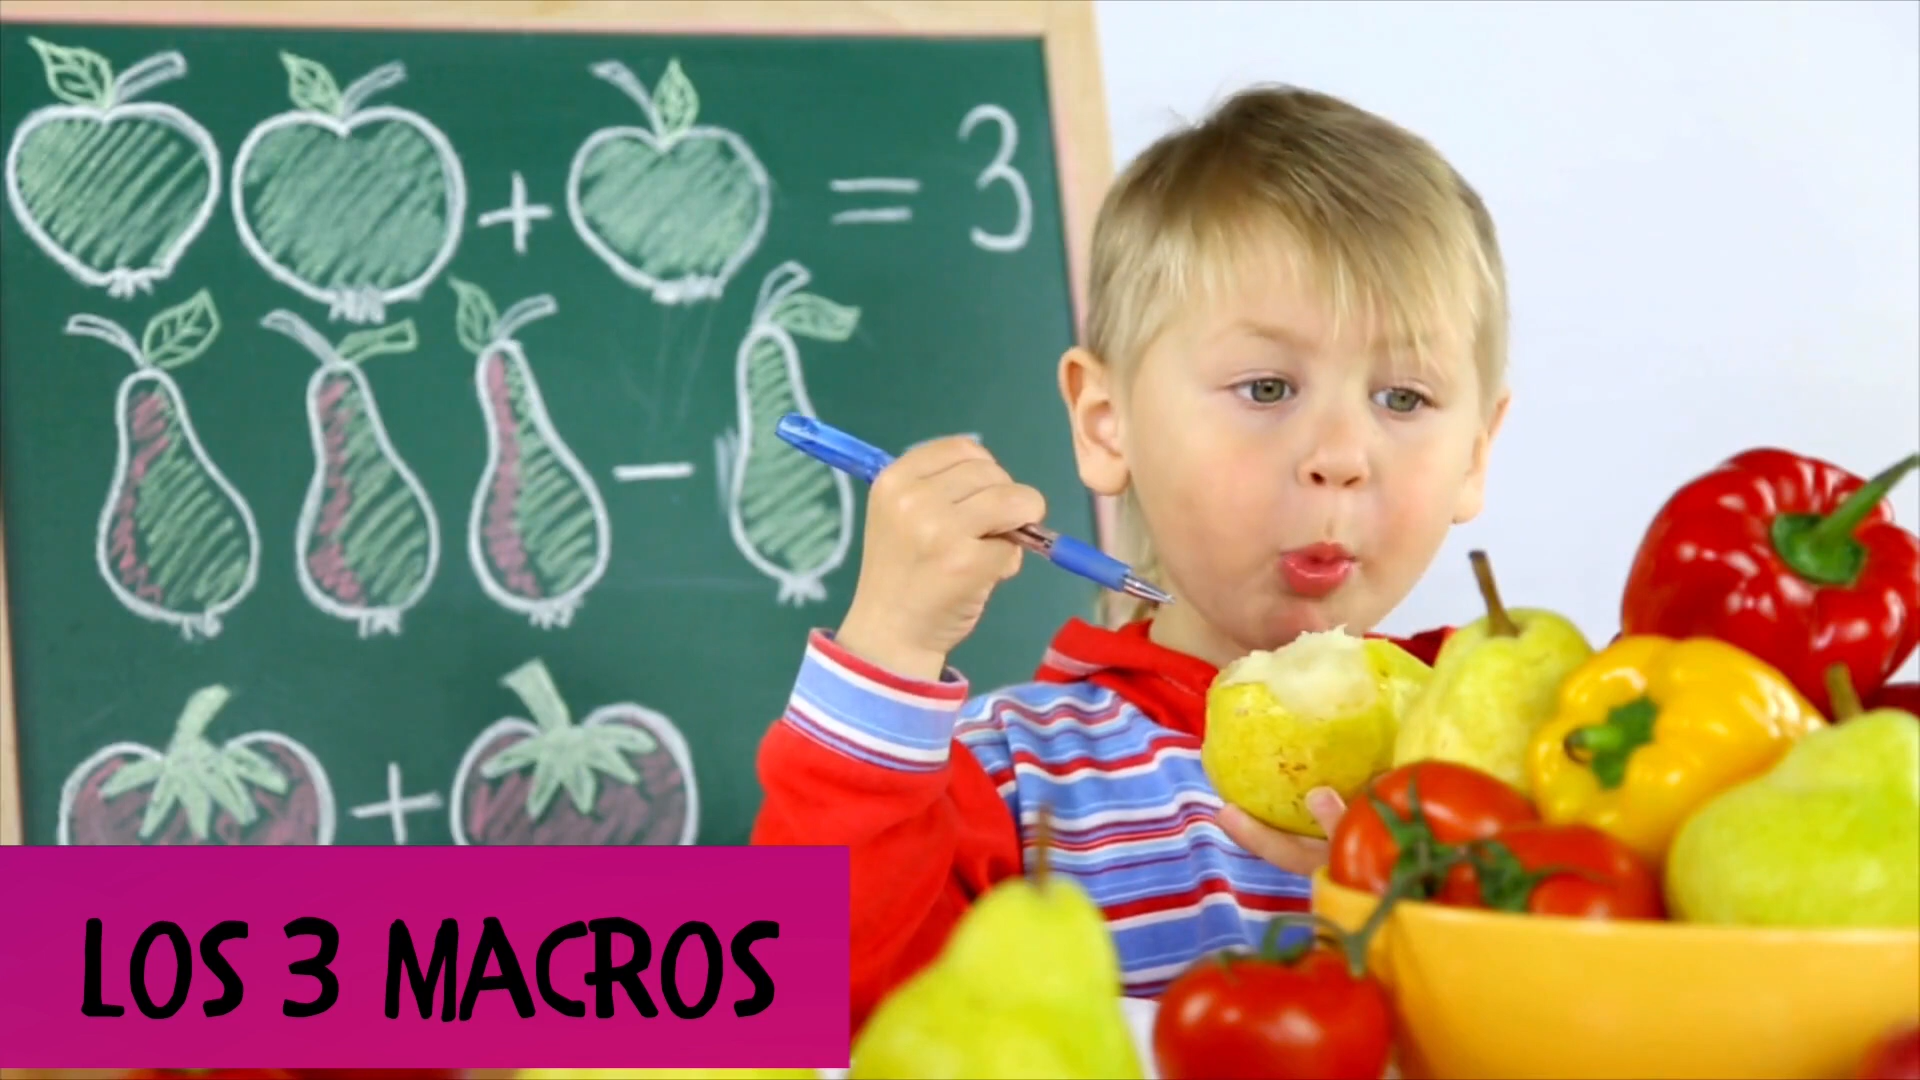 + = 3
-
+
LOS 3 MACROS